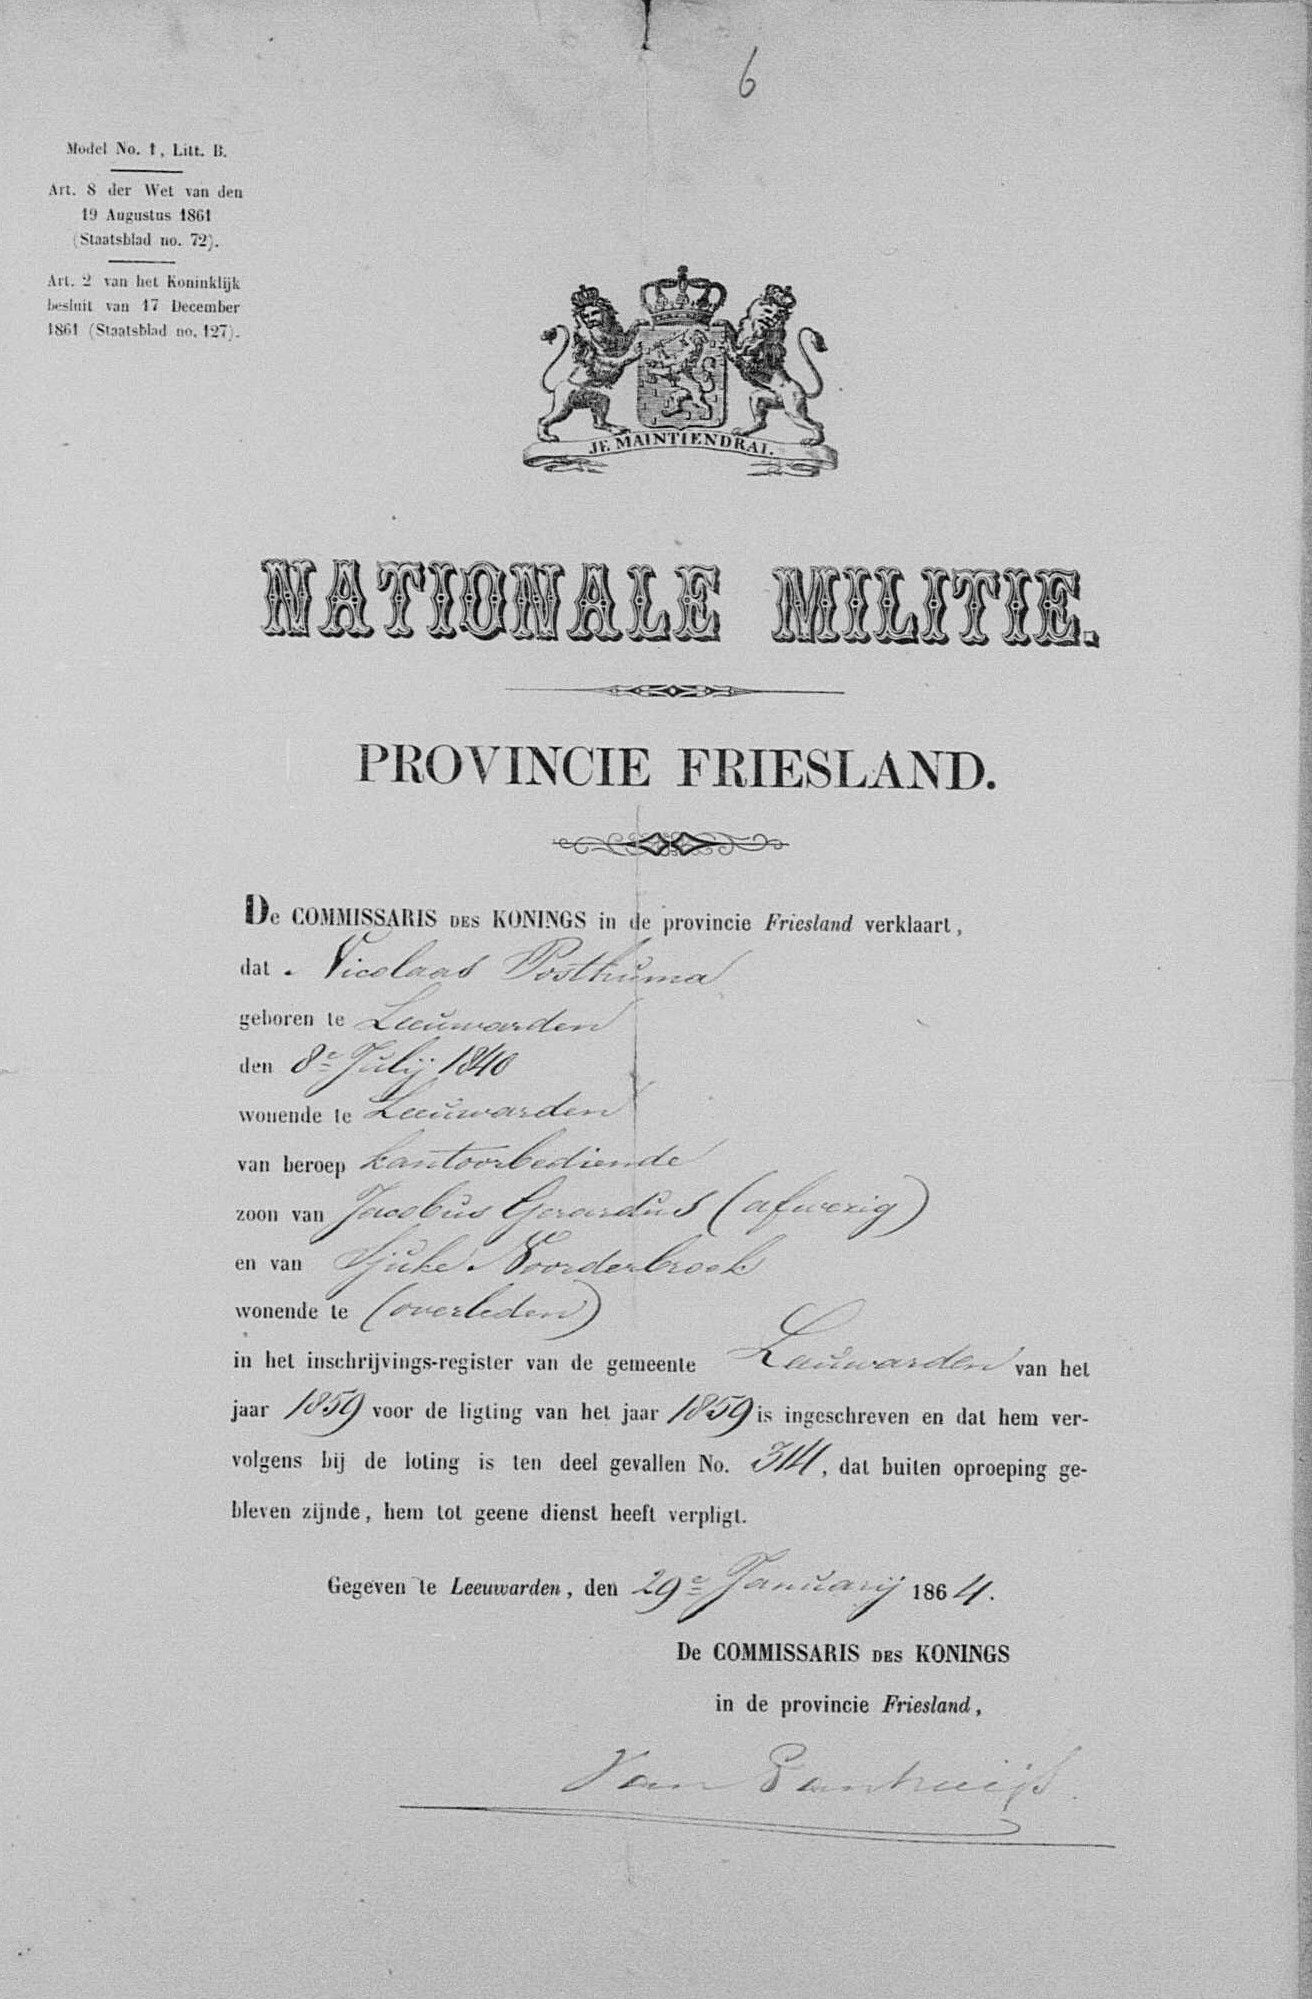 6
Model No. 1, Litt. B.
Art. 8 der Wet van den
19 Augustus 1861
(Staatsblad no. 72).
Art. 2 van het Koninklijk
besluit van 17 December
1861 (Staatsblad no. 127).
JE MAINTIENDRAI.
NATIONALE MILITIE.
PROVINCIE FRIESLAND.
De COMMISSARIS DES KONINGS in de provincie Friesland verklaart,
dat Nicolaas Posthuma
geboren te Leeuwarden
den 8e Julij 1840
wonende te Leeuwarden
van beroep kantoorbediende
zoon van Jacobus Gerardus (afwezig)
en van Sjuke Noorderbroek
wonende te (overleden)
in het inschrijvings-register van de gemeente Leeuwarden van het
jaar 1859 voor de ligting van het jaar 1859 is ingeschreven en dat hem ver-
volgens bij de loting is ten deel gevallen No. 314, dat buiten oproeping ge-
bleven zijnde, hem tot geene dienst heeft verpligt.
Gegeven te Leeuwarden, den 29e Januarij 1864.
De COMMISSARIS DES KONINGS
in de provincie Friesland,
Van Panhuijs